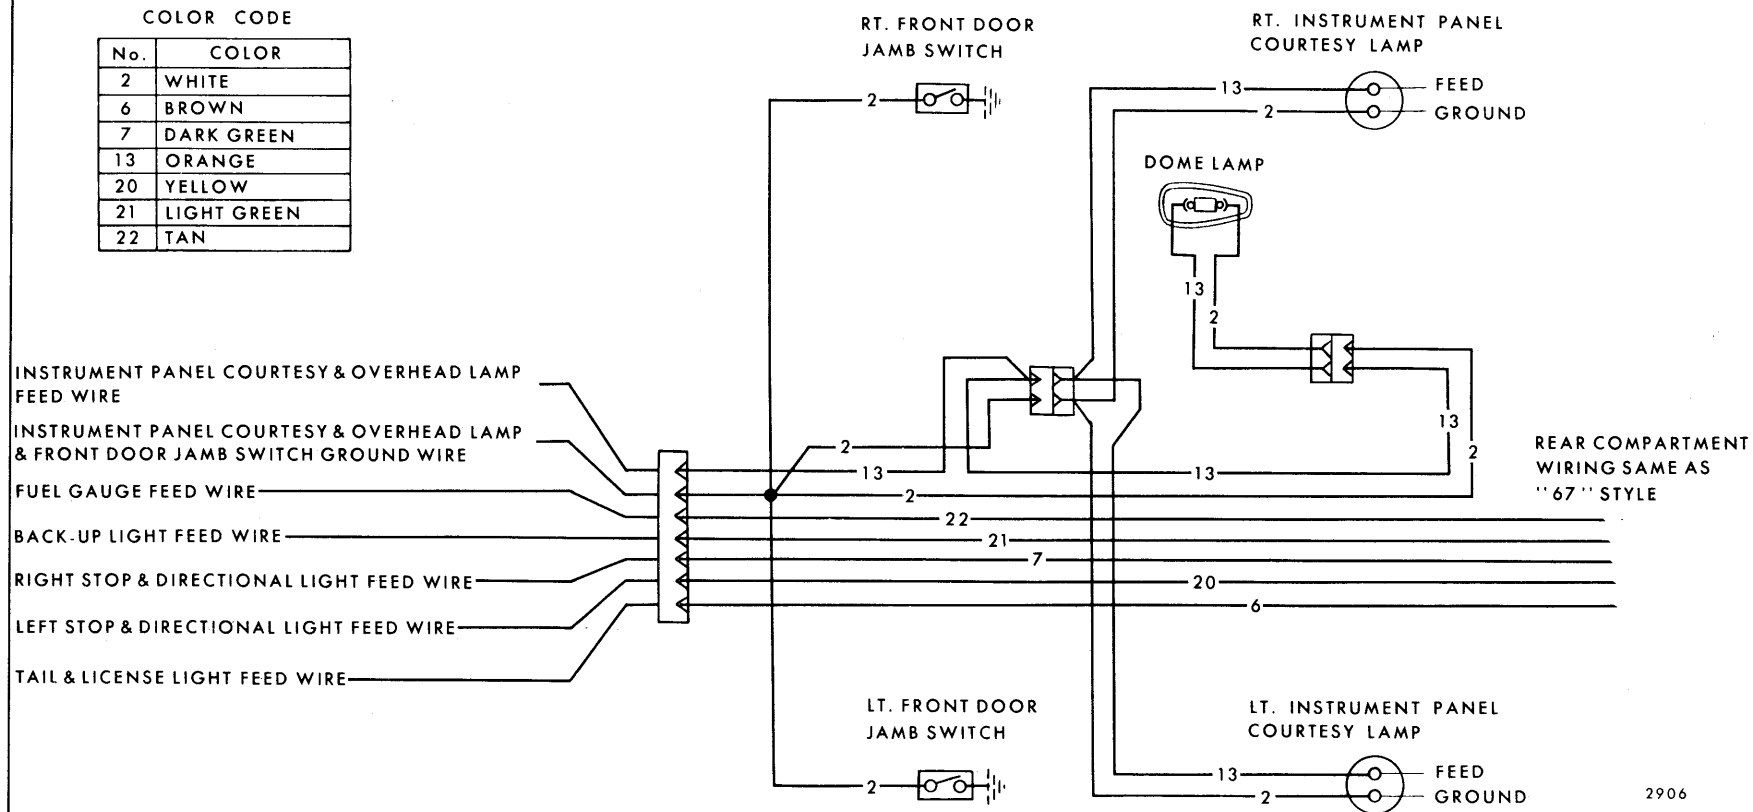 COLOR CODE
No. COLOR
2 WHITE
6 BROWN
7 DARK GREEN
13 ORANGE
20 YELLOW
21 LIGHT GREEN
22 TAN
RT. FRONT DOOR
JAMB SWITCH
2
RT. INSTRUMENT PANEL
COURTESY LAMP
13
FEED
2
GROUND
DOME LAMP
13
2
INSTRUMENT PANEL COURTESY & OVERHEAD LAMP
FEED WIRE
INSTRUMENT PANEL COURTESY & OVERHEAD LAMP
& FRONT DOOR JAMB SWITCH GROUND WIRE
FUEL GAUGE FEED WIRE
BACK-UP LIGHT FEED WIRE
RIGHT STOP & DIRECTIONAL LIGHT FEED WIRE
LEFT STOP & DIRECTIONAL LIGHT FEED WIRE
TAIL & LICENSE LIGHT FEED WIRE
2
13
13
2
13
2
22
21
7
20
6
REAR COMPARTMENT
WIRING SAME AS
"67" STYLE
LT. FRONT DOOR
JAMB SWITCH
2
LT. INSTRUMENT PANEL
COURTESY LAMP
13
FEED
2
GROUND
2906